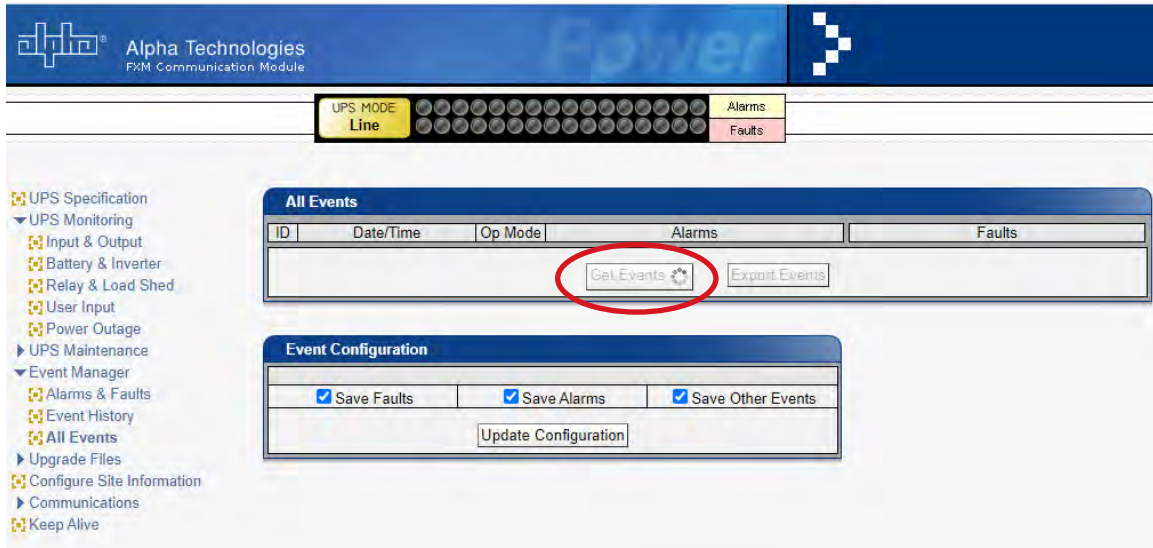 alpha®
Alpha Technologies
FXM Communication Module
Power
UPS MODE
Line
Alarms
Faults
UPS Specification
UPS Monitoring
Input & Output
Battery & Inverter
Relay & Load Shed
User Input
Power Outage
UPS Maintenance
Event Manager
Alarms & Faults
Event History
All Events
Upgrade Files
Configure Site Information
Communications
Keep Alive
All Events
ID Date/Time Op Mode Alarms Faults
Get Events Export Events
Event Configuration
Save Faults Save Alarms Save Other Events
Update Configuration